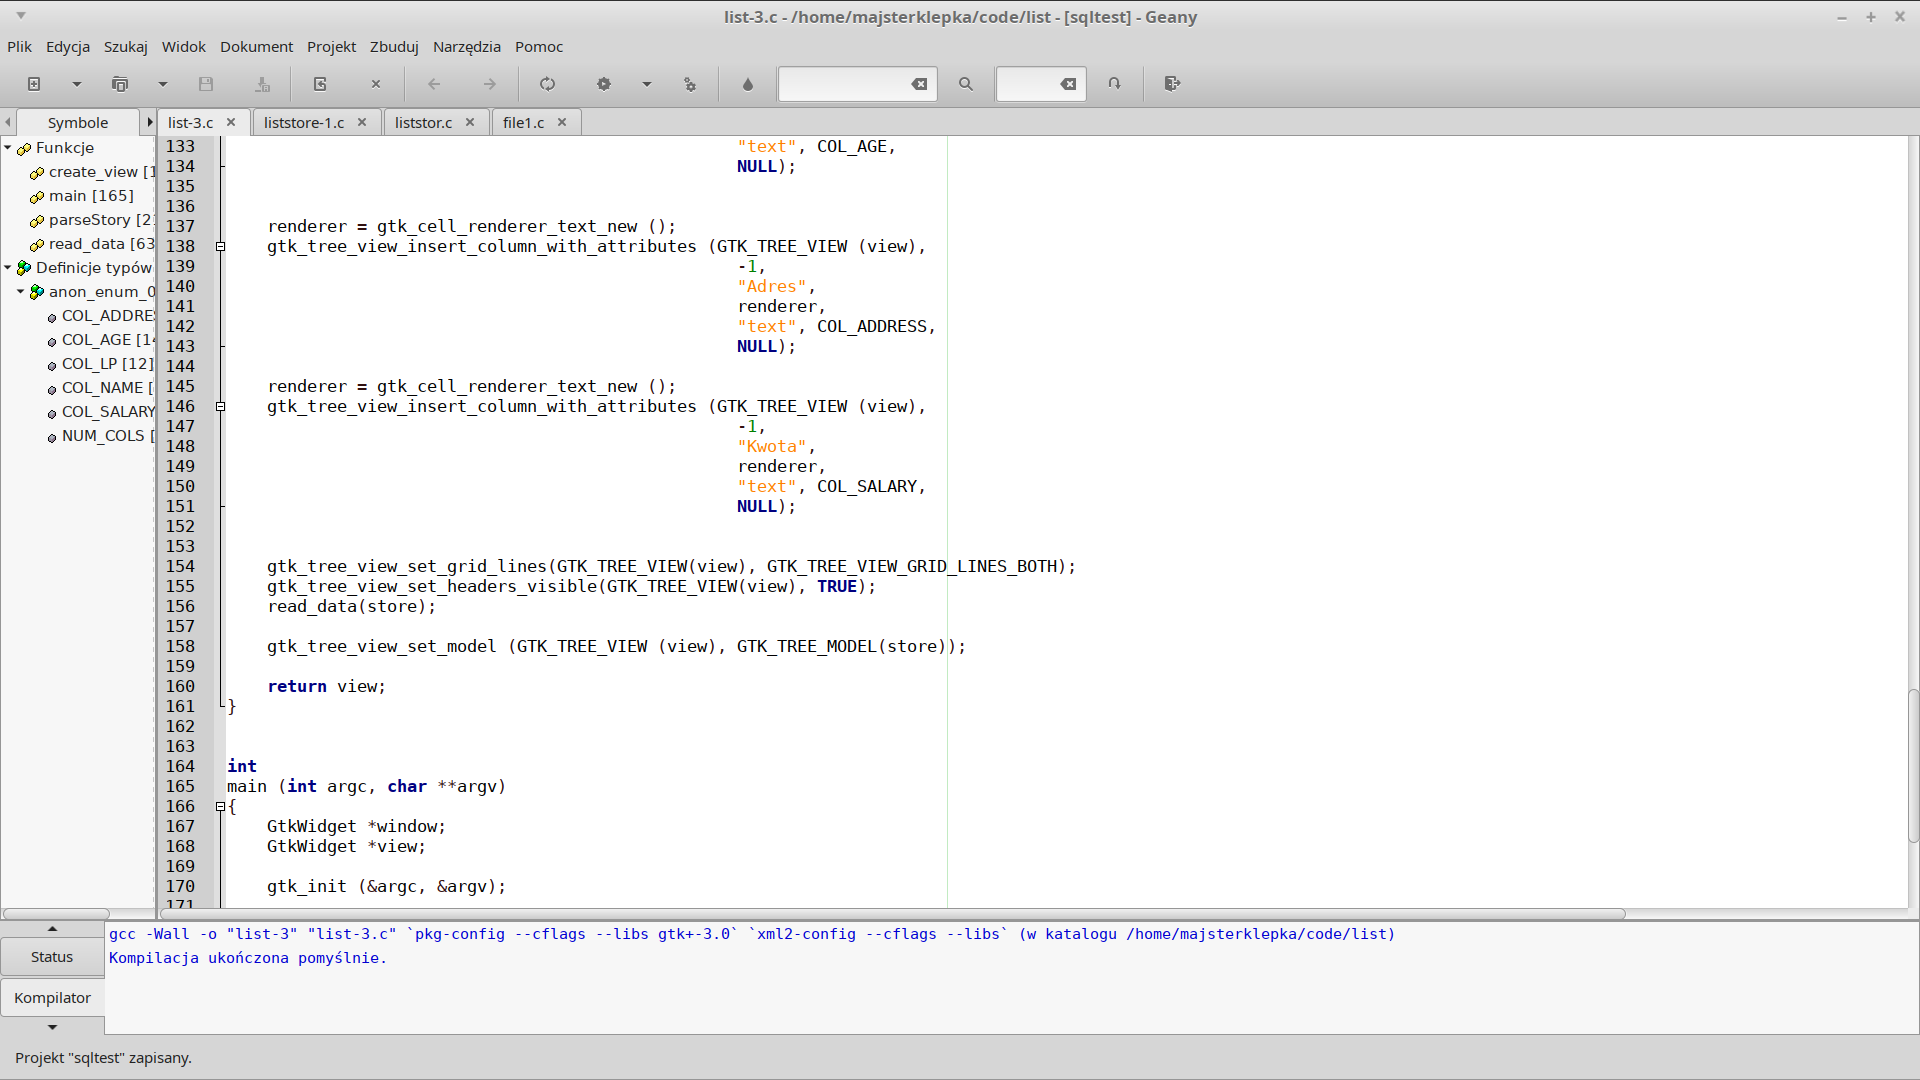 list-3.c - /home/majsterklepka/code/list - [sqltest] - Geany
Plik Edycja Szukaj Widok Dokument Projekt Zbuduj Narzędzia Pomoc
Symbole
list-3.c liststore-1.c liststor.c file1.c
Funkcje
create_view [1
main [165]
parseStory [2
read_data [63
Definicje typów
anon_enum_0
COL_ADDRE
COL_AGE [14
COL_LP [12]
COL_NAME [
COL_SALARY
NUM_COLS [
133 "text", COL_AGE,
134 NULL);
135
136
137 renderer = gtk_cell_renderer_text_new ();
138 gtk_tree_view_insert_column_with_attributes (GTK_TREE_VIEW (view),
139 -1,
140 "Adres",
141 renderer,
142 "text", COL_ADDRESS,
143 NULL);
144
145 renderer = gtk_cell_renderer_text_new ();
146 gtk_tree_view_insert_column_with_attributes (GTK_TREE_VIEW (view),
147 -1,
148 "Kwota",
149 renderer,
150 "text", COL_SALARY,
151 NULL);
152
153
154 gtk_tree_view_set_grid_lines(GTK_TREE_VIEW(view), GTK_TREE_VIEW_GRID_LINES_BOTH);
155 gtk_tree_view_set_headers_visible(GTK_TREE_VIEW(view), TRUE);
156 read_data(store);
157
158 gtk_tree_view_set_model (GTK_TREE_VIEW (view), GTK_TREE_MODEL(store));
159
160 return view;
161 }
162
163
164 int
165 main (int argc, char **argv)
166 {
167 GtkWidget *window;
168 GtkWidget *view;
169
170 gtk_init (&argc, &argv);
171
Status
Kompilator
gcc -Wall -o "list-3" "list-3.c" `pkg-config --cflags --libs gtk+-3.0` `xml2-config --cflags --libs` (w katalogu /home/majsterklepka/code/list)
Kompilacja ukończona pomyślnie.
Projekt "sqltest" zapisany.